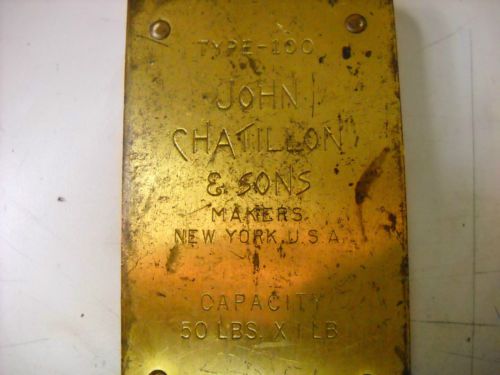 TYPE-100
JOHN
CHATILLON
& SONS
MAKERS
NEW YORK, U.S.A.
CAPACITY
50 LBS. X 1 LB